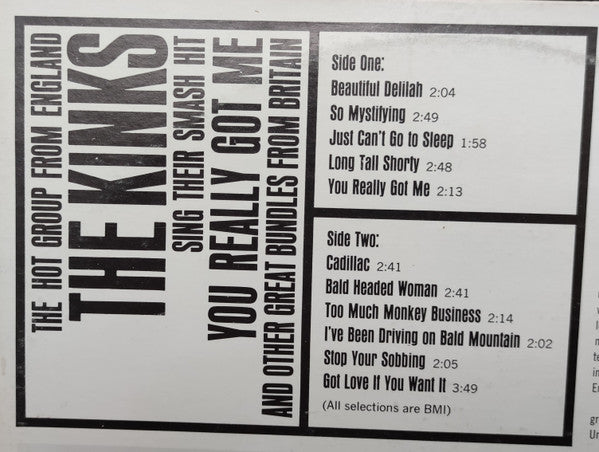 THE HOT GROUP FROM ENGLAND
THE KINKS
SING THEIR SMASH HIT
YOU REALLY GOT ME
AND OTHER GREAT BUNDLES FROM BRITAIN
Side One:
Beautiful Delilah 2:04
So Mystifying 2:49
Just Can't Go to Sleep 1:58
Long Tall Shorty 2:48
You Really Got Me 2:13
Side Two:
Cadillac 2:41
Bald Headed Woman 2:41
Too Much Monkey Business 2:14
I've Been Driving on Bald Mountain 2:02
Stop Your Sobbing 2:05
Got Love If You Want It 3:49
(All selections are BMI)